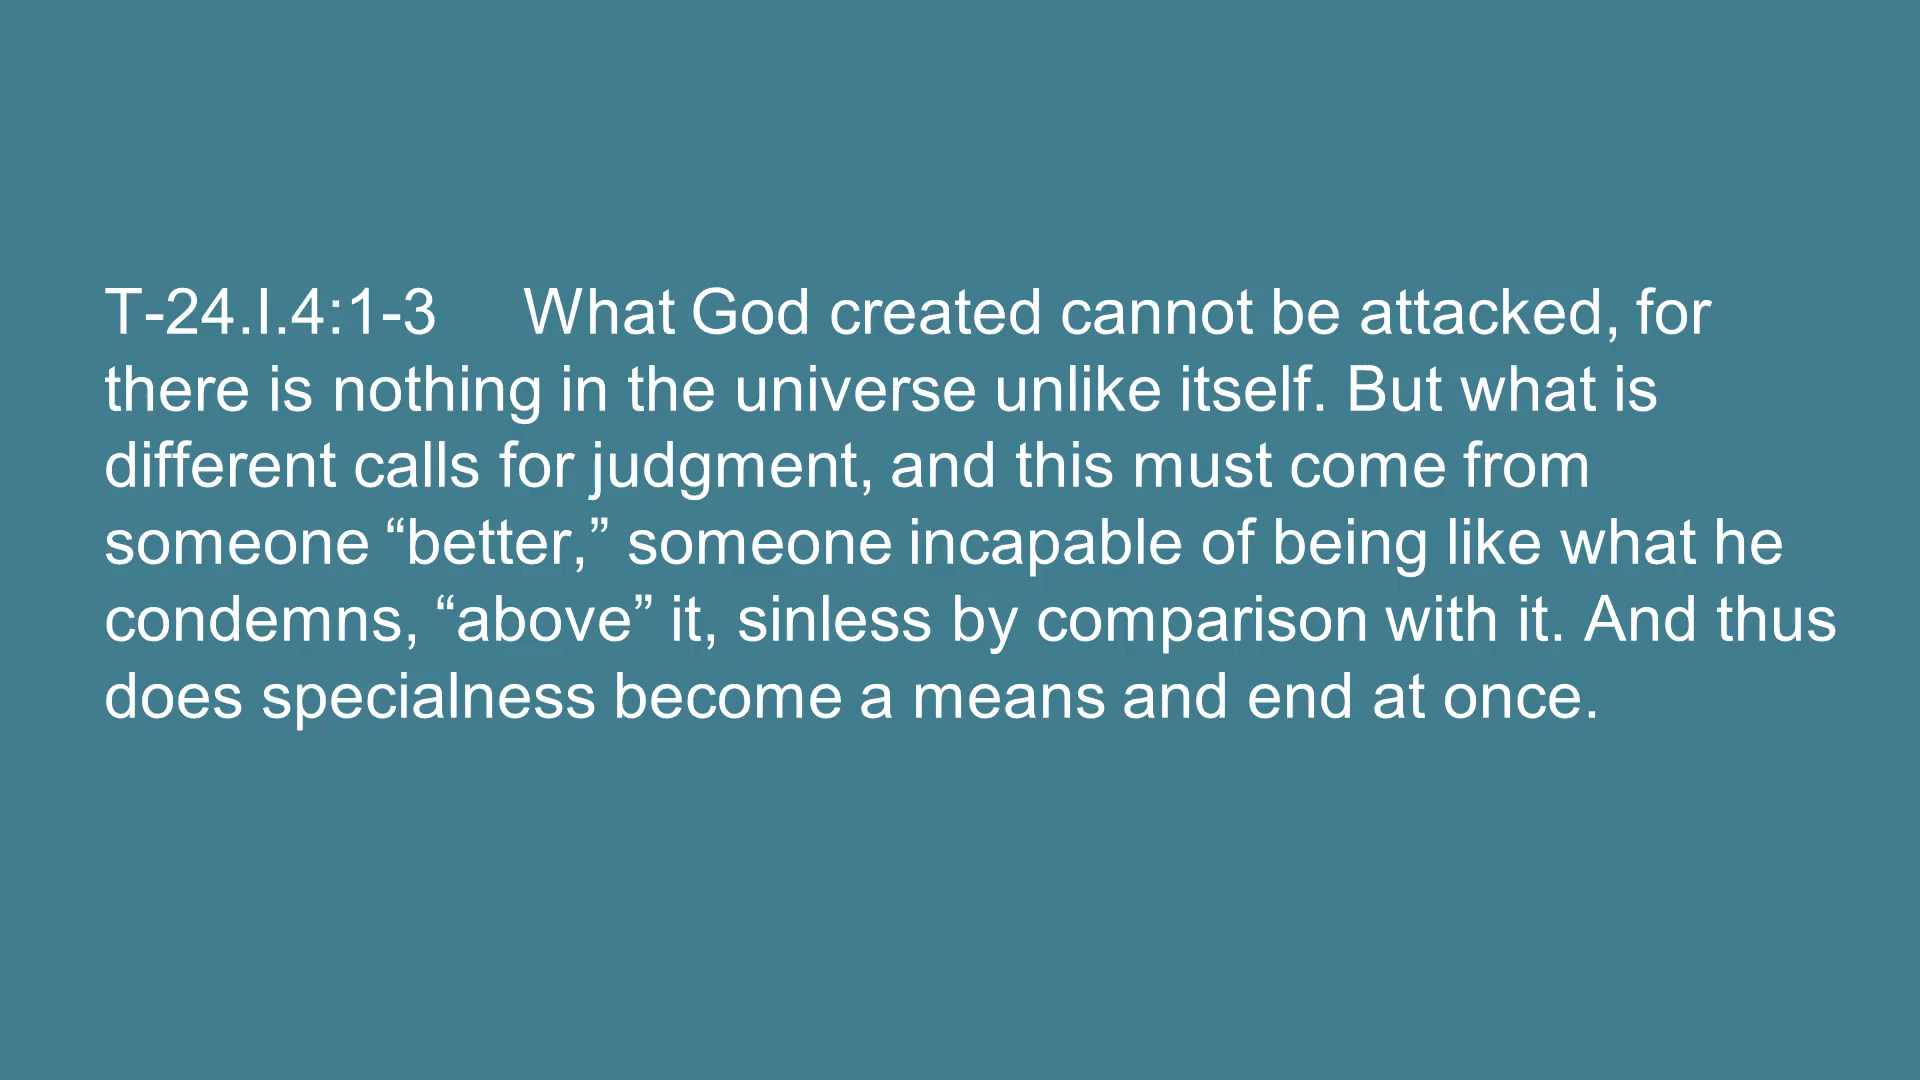 T-24.I.4:1-3 What God created cannot be attacked, for
there is nothing in the universe unlike itself. But what is
different calls for judgment, and this must come from
someone “better,” someone incapable of being like what he
condemns, “above” it, sinless by comparison with it. And thus
does specialness become a means and end at once.